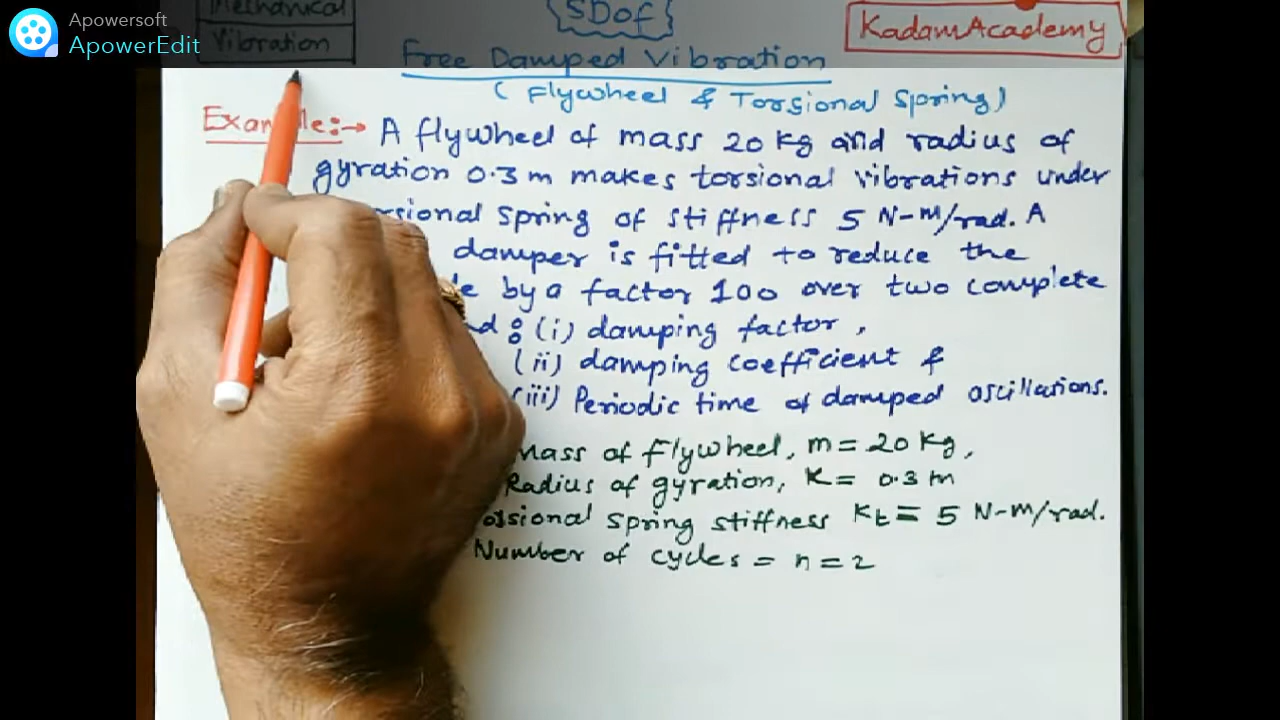 Apowersoft
ApowerEdit
Mechanical
Vibration
SDof
KadamAcademy
Free Damped Vibration
( Flywheel & Torsional Spring)
A flywheel of mass 20 kg and radius of
gyration 0.3 m makes torsional vibrations under
spring of stiffness 5 N-m/rad. A
damper is fitted to reduce the
by a factor 100 over two complete
: (i) damping factor,
(ii) damping coefficient &
(iii) Periodic time of damped oscillations.
Mass of flywheel, m = 20 kg,
Radius of gyration, K = 0.3 m
spring stiffness Kt = 5 N-m/rad.
Number of cycles = n = 2